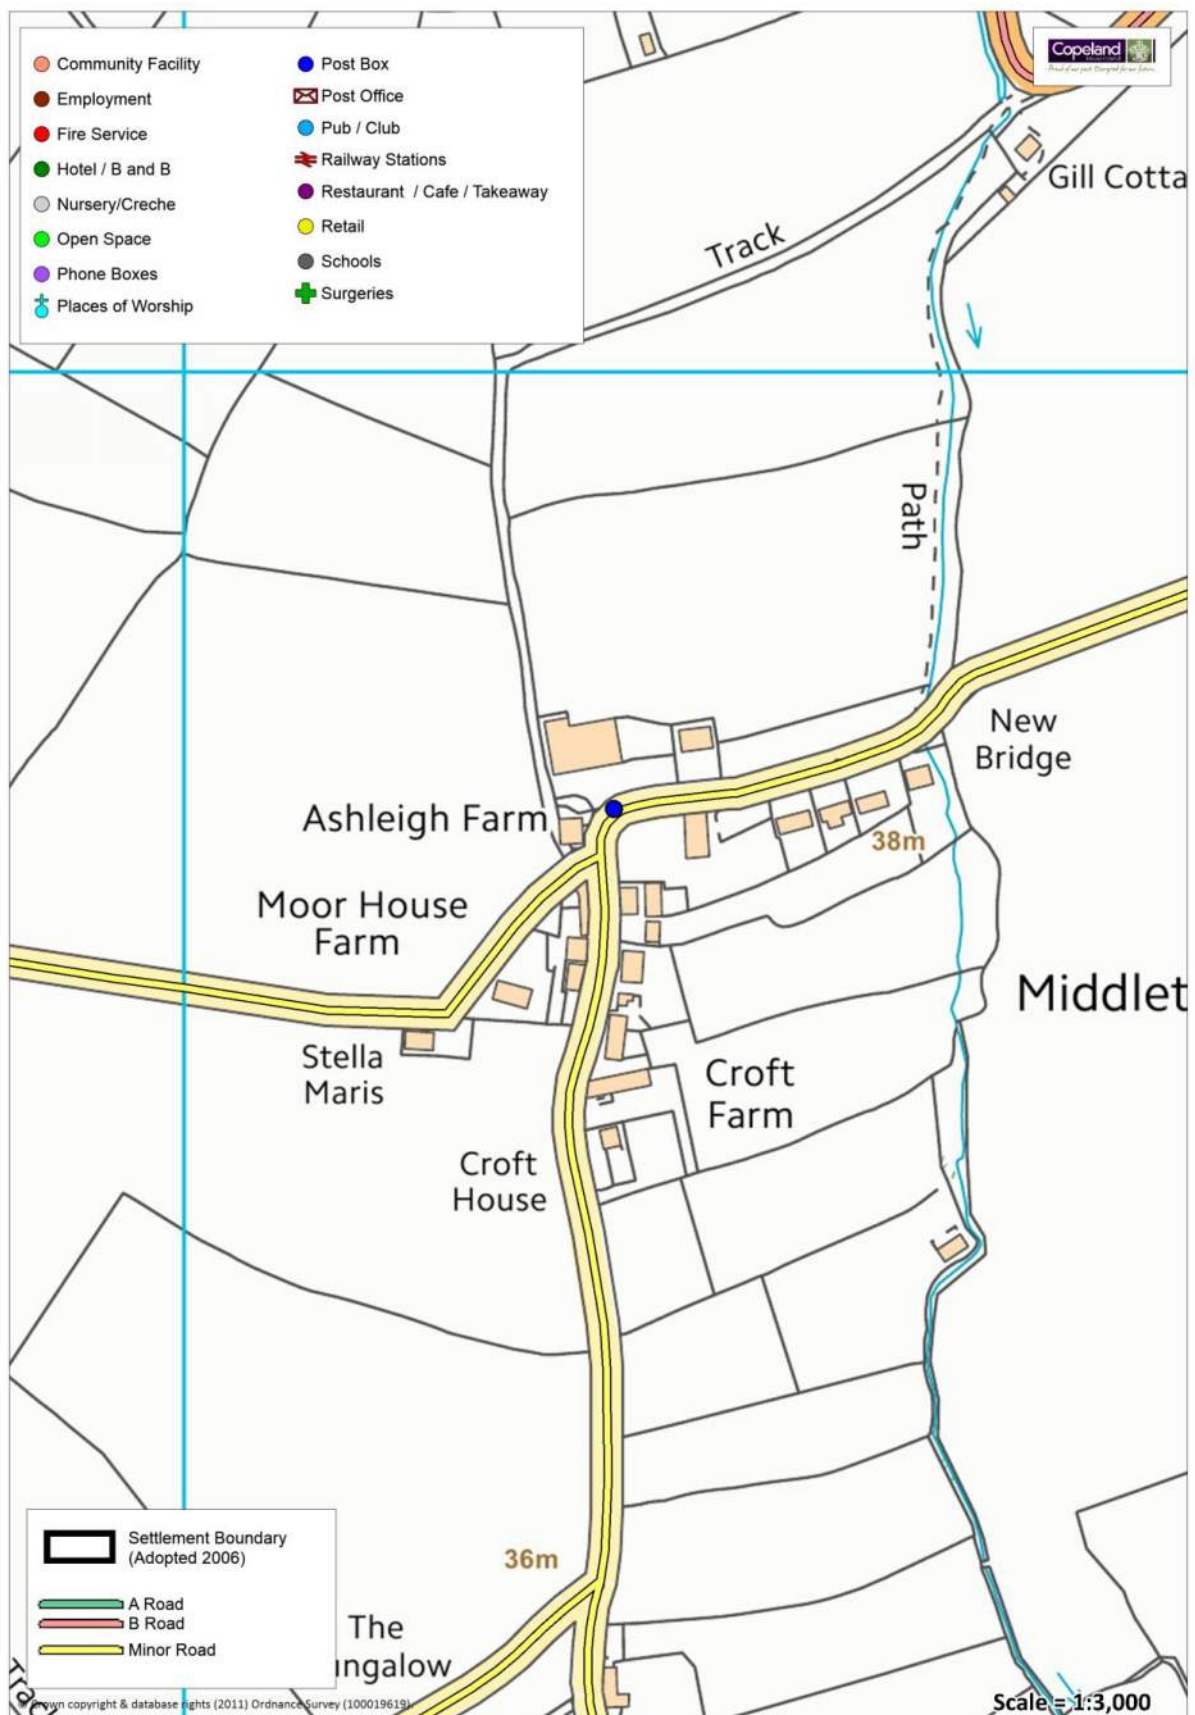 Community Facility
Employment
Fire Service
Hotel / B and B
Nursery/Creche
Open Space
Phone Boxes
Places of Worship
Post Box
Post Office
Pub / Club
Railway Stations
Restaurant / Cafe / Takeaway
Retail
Schools
Surgeries
Copeland
Gill Cotta
Track
Path
New
Bridge
Ashleigh Farm
38m
Moor House
Farm
Middlet
Stella
Maris
Croft
Farm
Croft
House
36m
Settlement Boundary
(Adopted 2006)
A Road
B Road
Minor Road
The
ungalow
Track
© Crown copyright & database rights (2011) Ordnance Survey (100019619)
Scale = 1:3,000